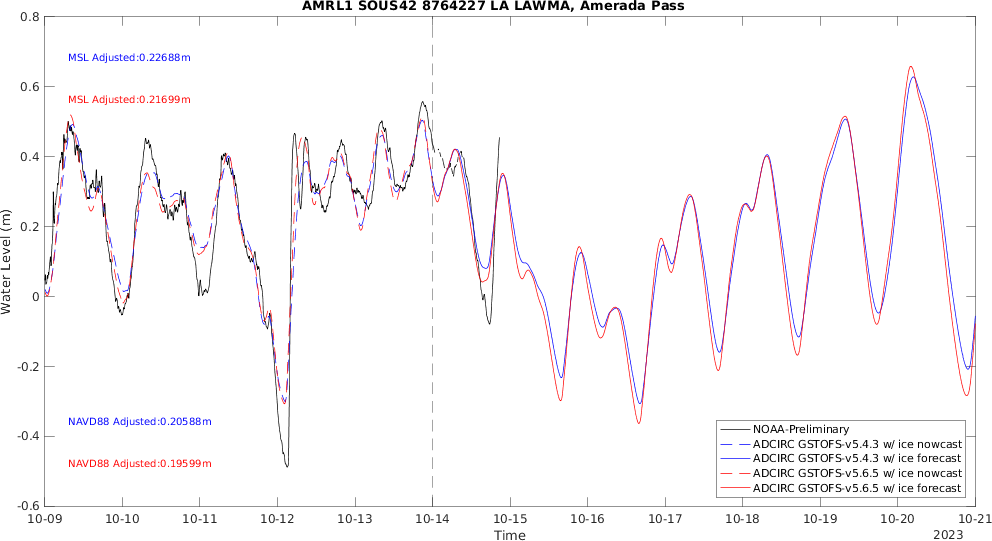 AMRL1 SOUS42 8764227 LA LAWMA, Amerada Pass
0.8
0.6
0.4
0.2
0
-0.2
-0.4
-0.6
Water Level (m)
MSL Adjusted:0.22688m
MSL Adjusted:0.21699m
NAVD88 Adjusted:0.20588m
NAVD88 Adjusted:0.19599m
NOAA-Preliminary
ADCIRC GSTOFS-v5.4.3 w/ ice nowcast
ADCIRC GSTOFS-v5.4.3 w/ ice forecast
ADCIRC GSTOFS-v5.6.5 w/ ice nowcast
ADCIRC GSTOFS-v5.6.5 w/ ice forecast
10-09 10-10 10-11 10-12 10-13 10-14 10-15 10-16 10-17 10-18 10-19 10-20 10-21
Time
2023